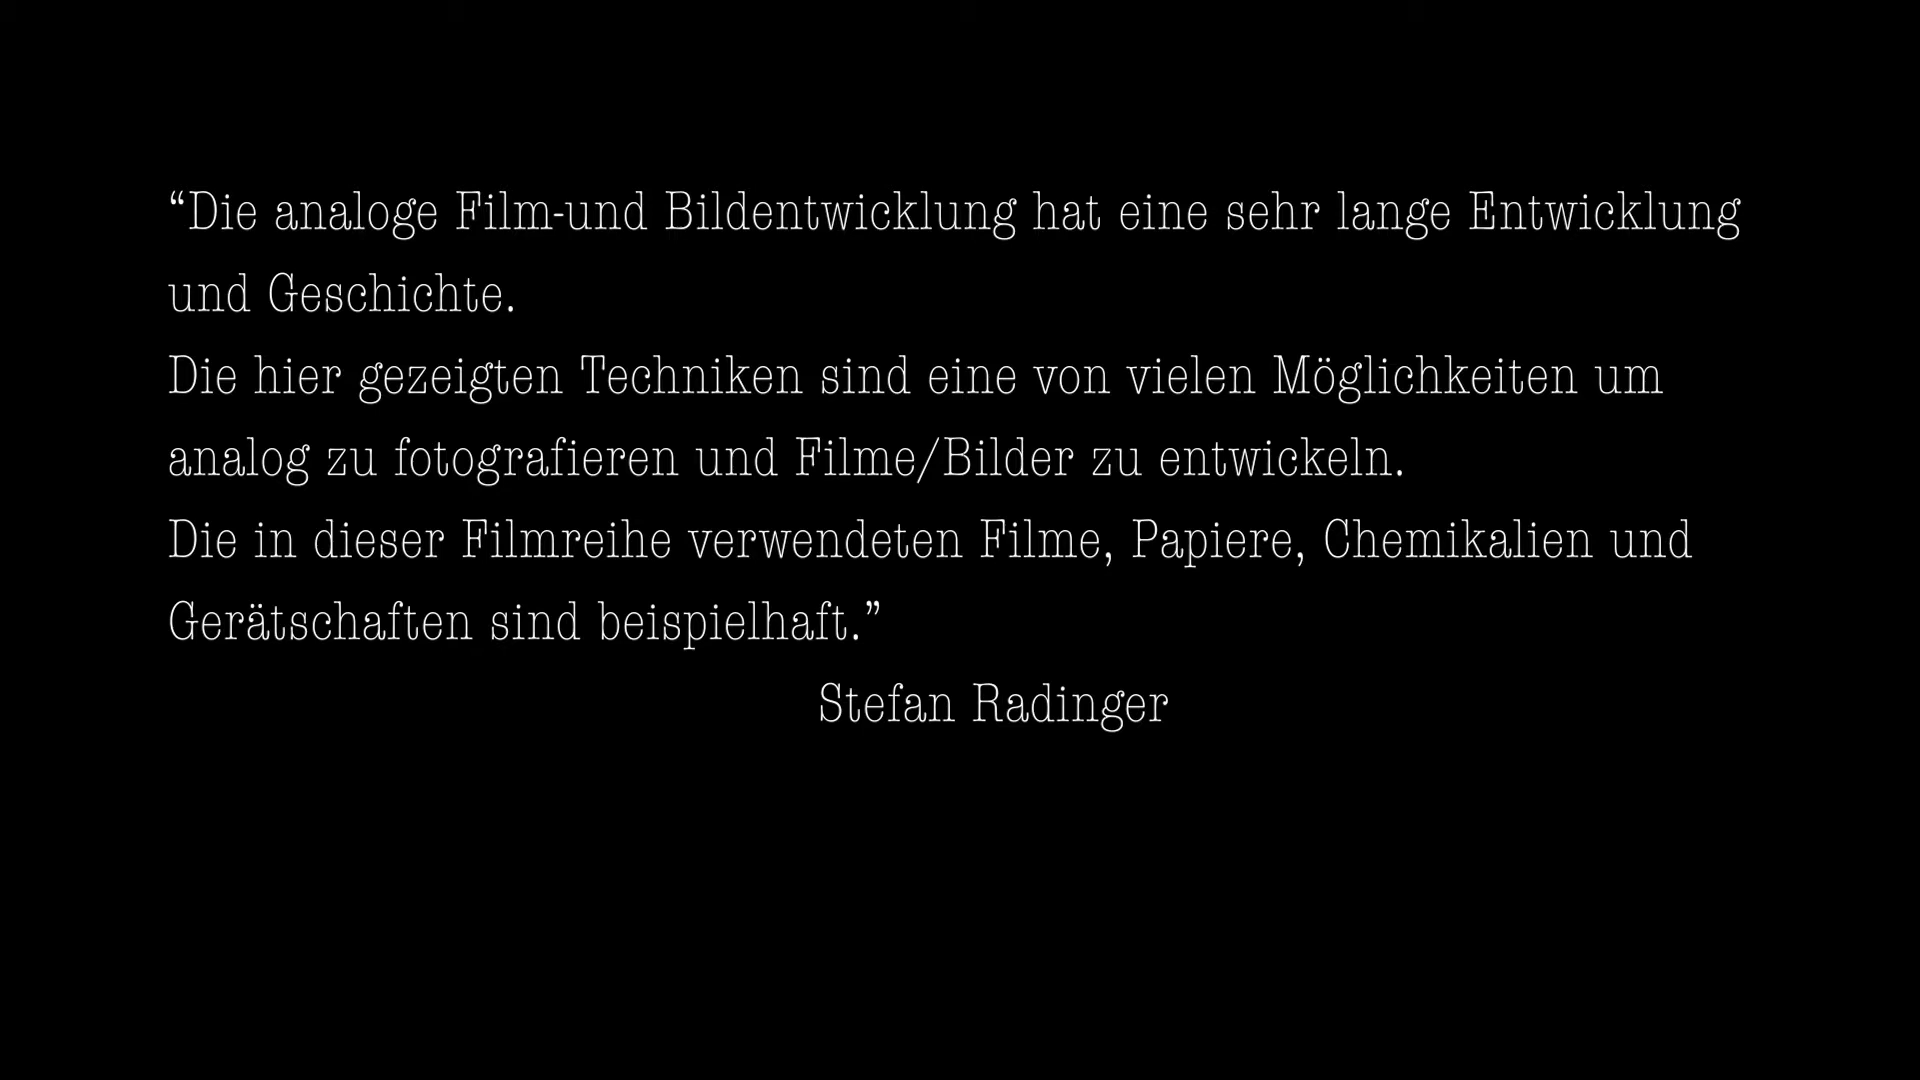 “Die analoge Film-und Bildentwicklung hat eine sehr lange Entwicklung
und Geschichte.
Die hier gezeigten Techniken sind eine von vielen Möglichkeiten um
analog zu fotografieren und Filme/Bilder zu entwickeln.
Die in dieser Filmreihe verwendeten Filme, Papiere, Chemikalien und
Gerätschaften sind beispielhaft.”
Stefan Radinger